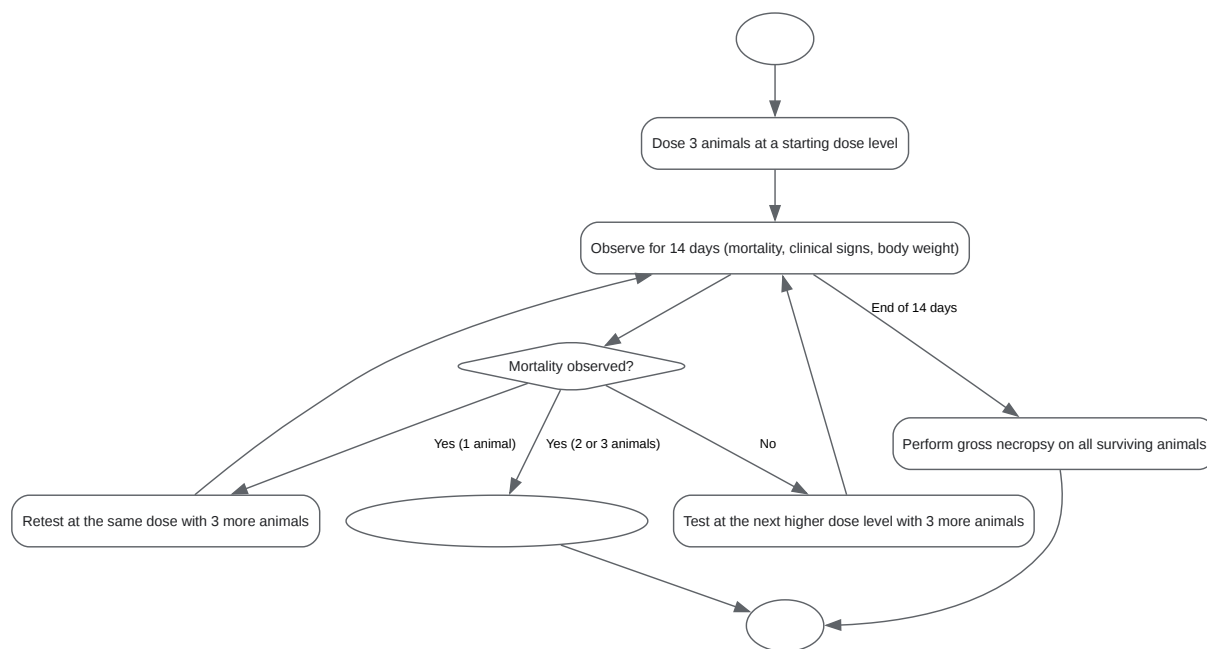 Dose 3 animals at a starting dose level
Observe for 14 days (mortality, clinical signs, body weight)
End of 14 days
Mortality observed?
Yes (1 animal)
Yes (2 or 3 animals)
No
Perform gross necropsy on all surviving animals
Retest at the same dose with 3 more animals
Test at the next higher dose level with 3 more animals